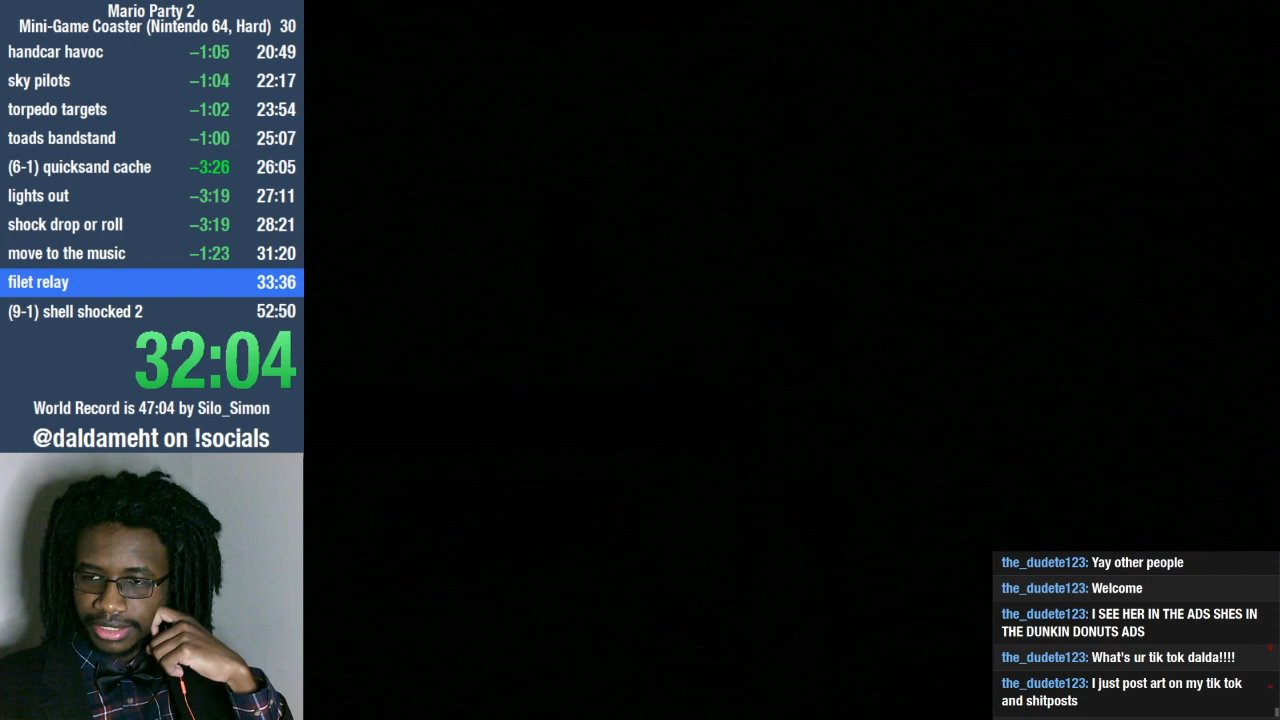 Mario Party 2
Mini-Game Coaster (Nintendo 64, Hard) 30
handcar havoc –1:05 20:49
sky pilots –1:04 22:17
torpedo targets –1:02 23:54
toads bandstand –1:00 25:07
(6-1) quicksand cache –3:26 26:05
lights out –3:19 27:11
shock drop or roll –3:19 28:21
move to the music –1:23 31:20
filet relay 33:36
(9-1) shell shocked 2 52:50
32:04
World Record is 47:04 by Silo_Simon
@daldameht on !socials
the_dudete123: Yay other people
the_dudete123: Welcome
the_dudete123: I SEE HER IN THE ADS SHES IN
THE DUNKIN DONUTS ADS
the_dudete123: What's ur tik tok dalda!!!!
the_dudete123: I just post art on my tik tok
and shitposts